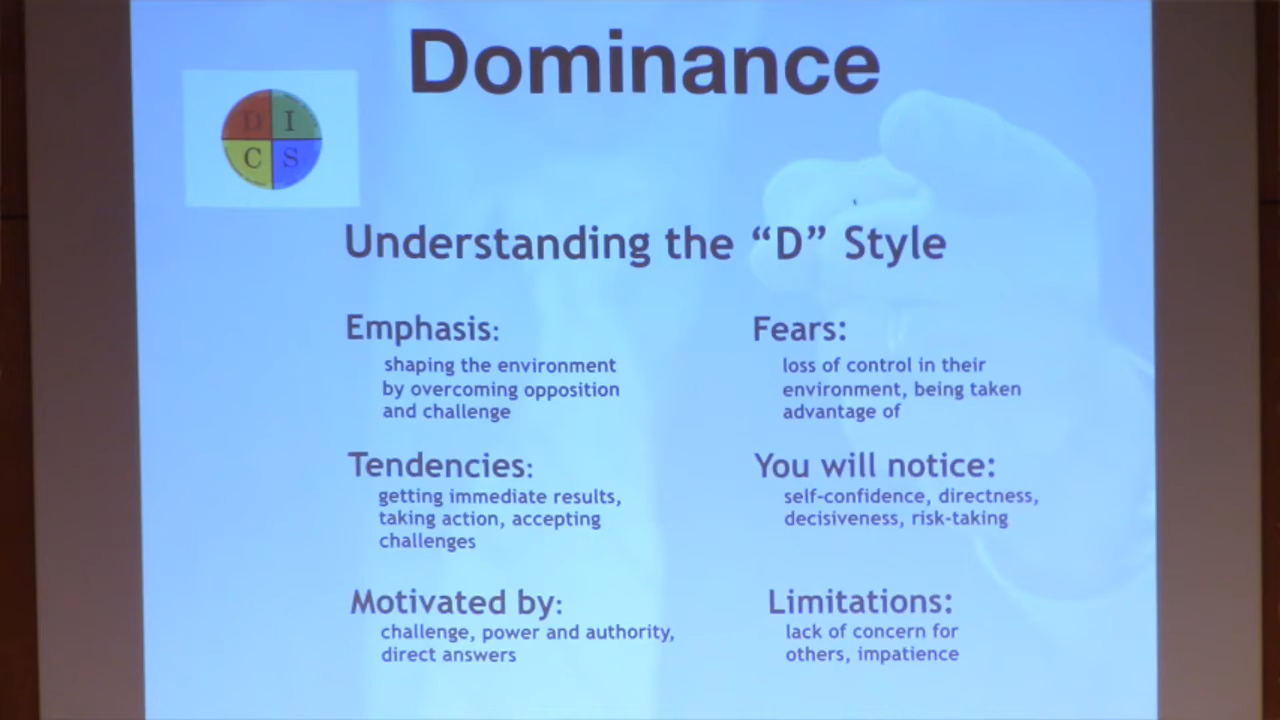 Dominance
D I
C S
Understanding the “D” Style
Emphasis:
shaping the environment
by overcoming opposition
and challenge
Tendencies:
getting immediate results,
taking action, accepting
challenges
Motivated by:
challenge, power and authority,
direct answers
Fears:
loss of control in their
environment, being taken
advantage of
You will notice:
self-confidence, directness,
decisiveness, risk-taking
Limitations:
lack of concern for
others, impatience